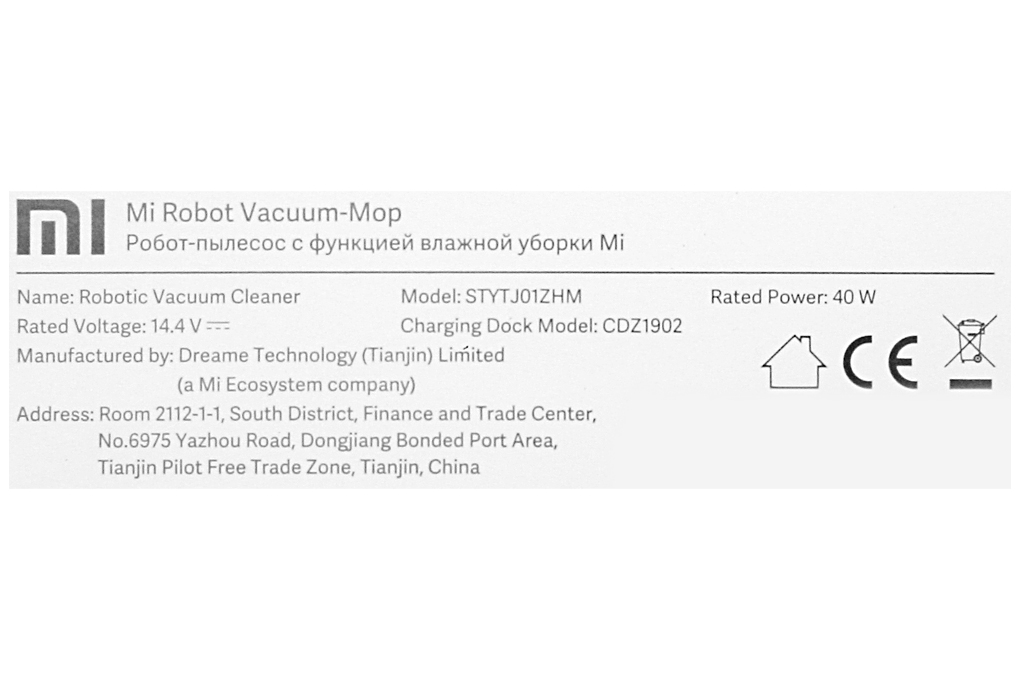 MI
Mi Robot Vacuum-Mop
Робот-пылесос с функцией влажной уборки Mi
Name: Robotic Vacuum Cleaner Model: STYTJ01ZHM Rated Power: 40 W
Rated Voltage: 14.4 V ⎓ Charging Dock Model: CDZ1902
Manufactured by: Dreame Technology (Tianjin) Limited
(a Mi Ecosystem company)
CE
Address: Room 2112-1-1, South District, Finance and Trade Center,
No.6975 Yazhou Road, Dongjiang Bonded Port Area,
Tianjin Pilot Free Trade Zone, Tianjin, China